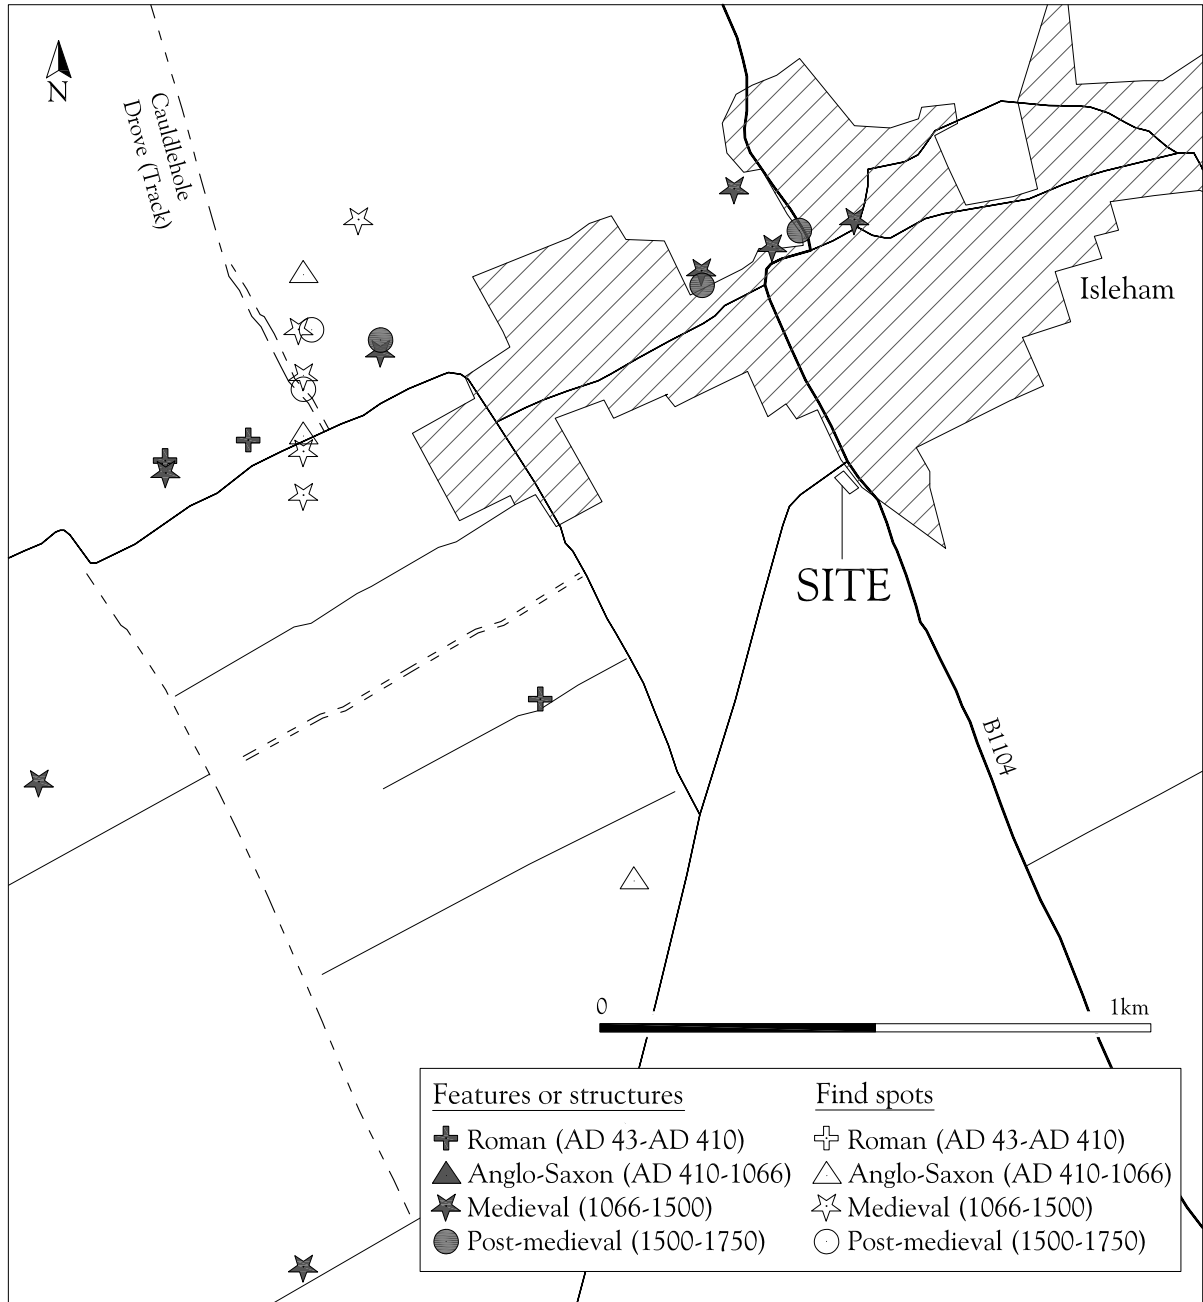 N
Cauldlehole
Drove (Track)
Isleham
SITE
B1104
0 1km
Features or structures
Roman (AD 43-AD 410)
Anglo-Saxon (AD 410-1066)
Medieval (1066-1500)
Post-medieval (1500-1750)
Find spots
Roman (AD 43-AD 410)
Anglo-Saxon (AD 410-1066)
Medieval (1066-1500)
Post-medieval (1500-1750)